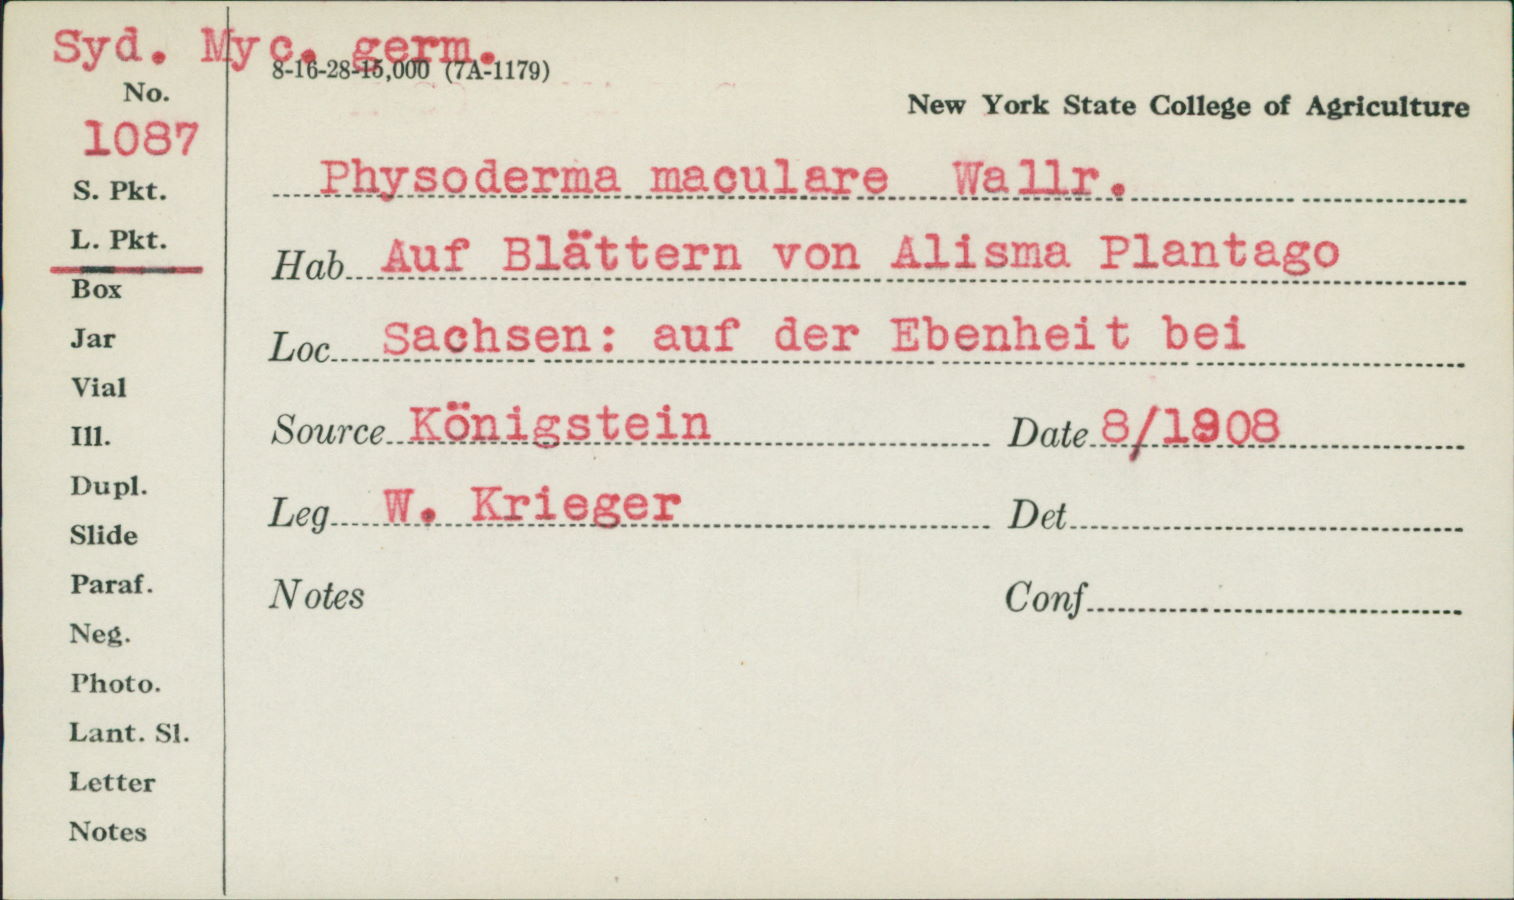 Syd. Myc. germ.
8-16-28-15,000 (7A-1179)
No.
New York State College of Agriculture
1087
Physoderma maculare Wallr.
S. Pkt.
L. Pkt.
Hab Auf Blättern von Alisma Plantago
Box
Loc Sachsen: auf der Ebenheit bei
Jar
Vial
Source Königstein Date 8/1908
Ill.
Dupl.
Leg W. Krieger Det
Slide
Paraf.
Notes Conf
Neg.
Photo.
Lant. Sl.
Letter
Notes